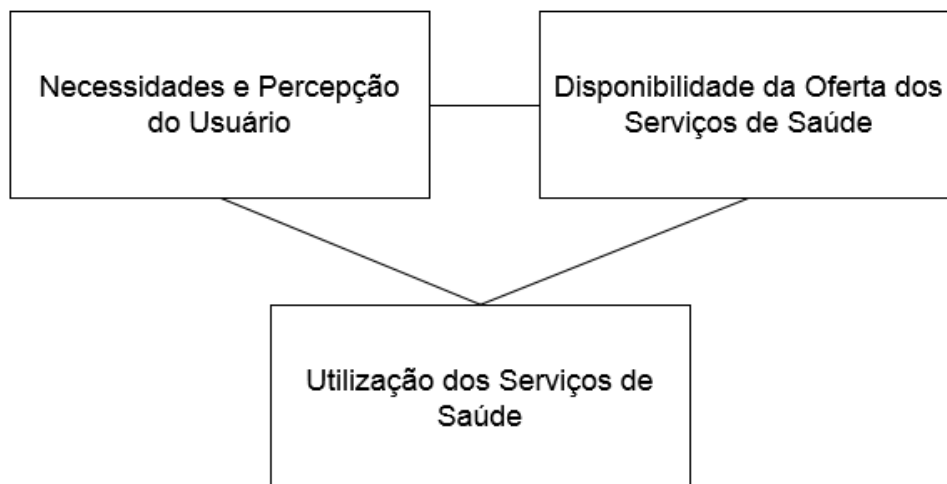 Necessidades e Percepção
do Usuário
Disponibilidade da Oferta dos
Serviços de Saúde
Utilização dos Serviços de
Saúde